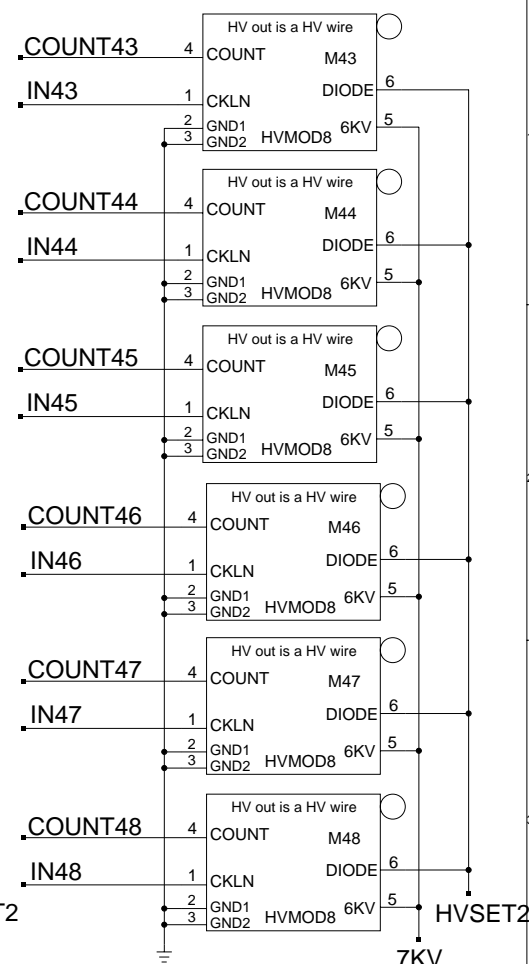 HV out is a HV wire
COUNT43 4 COUNT M43
DIODE 6
IN43 1 CKLN
2 GND1 6KV 5
3 GND2 HVMOD8
HV out is a HV wire
COUNT44 4 COUNT M44
DIODE 6
IN44 1 CKLN
2 GND1 6KV 5
3 GND2 HVMOD8
HV out is a HV wire
COUNT45 4 COUNT M45
DIODE 6
IN45 1 CKLN
2 GND1 6KV 5
3 GND2 HVMOD8
HV out is a HV wire
COUNT46 4 COUNT M46
DIODE 6
IN46 1 CKLN
2 GND1 6KV 5
3 GND2 HVMOD8
HV out is a HV wire
COUNT47 4 COUNT M47
DIODE 6
IN47 1 CKLN
2 GND1 6KV 5
3 GND2 HVMOD8
HV out is a HV wire
COUNT48 4 COUNT M48
DIODE 6
IN48 1 CKLN
2 GND1 6KV 5
3 GND2 HVMOD8
HVSET2
7KV